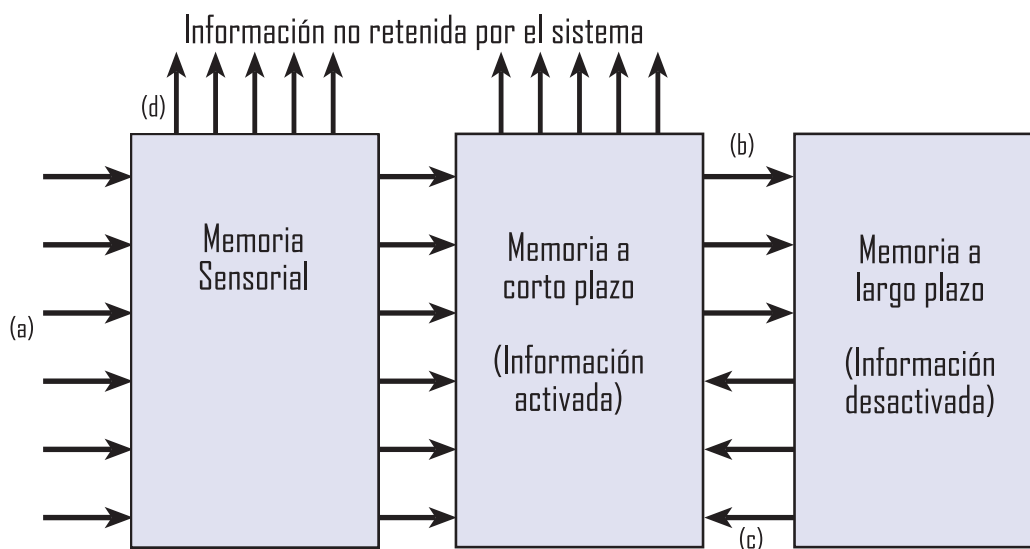 Información no retenida por el sistema
(d)
(b)
Memoria
Sensorial
Memoria a
corto plazo
(Información
activada)
Memoria a
largo plazo
(Información
desactivada)
(a)
(c)